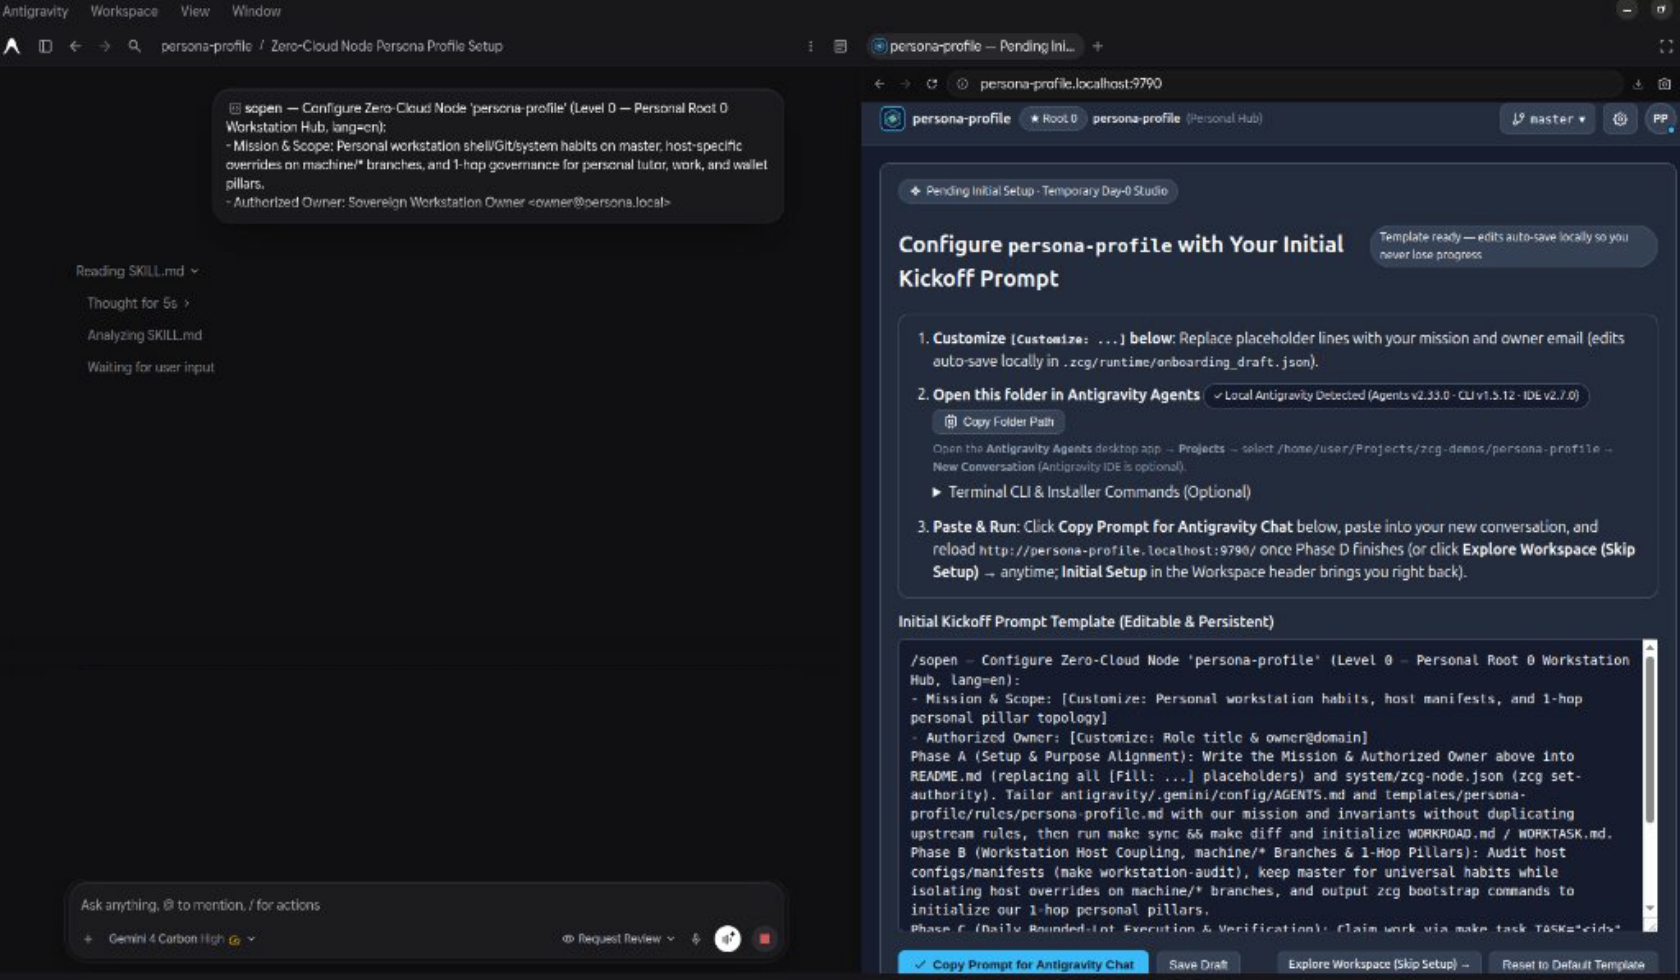 Antigravity Workspace View Window
persona-profile / Zero-Cloud Node Persona Profile Setup
sopen — Configure Zero-Cloud Node 'persona-profile' (Level 0 — Personal Root 0
Workstation Hub, lang=en):
- Mission & Scope: Personal workstation shell/Git/system habits on master, host-specific
overrides on machine/* branches, and 1-hop governance for personal tutor, work, and wallet
pillars.
- Authorized Owner: Sovereign Workstation Owner <owner@persona.local>
Reading SKILL.md
Thought for 5s
Analyzing SKILL.md
Waiting for user input
Ask anything, @ to mention, / for actions
Gemini 4 Carbon High
Request Review
persona-profile — Pending Ini...
persona-profile.localhost:9790
persona-profile ★ Root 0 persona-profile (Personal Hub)
master ▾
PP
Pending Initial Setup · Temporary Day-0 Studio
Configure persona-profile with Your Initial
Kickoff Prompt
Template ready — edits auto-save locally so you
never lose progress
1. Customize [Customize: ...] below: Replace placeholder lines with your mission and owner email (edits
auto-save locally in .zcg/runtime/onboarding_draft.json).
2. Open this folder in Antigravity Agents ✓ Local Antigravity Detected (Agents v2.33.0 · CLI v1.5.12 · IDE v2.7.0)
Copy Folder Path
Open the Antigravity Agents desktop app → Projects → select /home/user/Projects/zcg-demos/persona-profile →
New Conversation (Antigravity IDE is optional).
▶ Terminal CLI & Installer Commands (Optional)
3. Paste & Run: Click Copy Prompt for Antigravity Chat below, paste into your new conversation, and
reload http://persona-profile.localhost:9790/ once Phase D finishes (or click Explore Workspace (Skip
Setup) → anytime; Initial Setup in the Workspace header brings you right back).
Initial Kickoff Prompt Template (Editable & Persistent)
/sopen — Configure Zero-Cloud Node 'persona-profile' (Level 0 — Personal Root 0 Workstation
Hub, lang=en):
- Mission & Scope: [Customize: Personal workstation habits, host manifests, and 1-hop
personal pillar topology]
- Authorized Owner: [Customize: Role title & owner@domain]
Phase A (Setup & Purpose Alignment): Write the Mission & Authorized Owner above into
README.md (replacing all [Fill: ...] placeholders) and system/zcg-node.json (zcg set-
authority). Tailor antigravity/.gemini/config/AGENTS.md and templates/persona-
profile/rules/persona-profile.md with our mission and invariants without duplicating
upstream rules, then run make sync && make diff and initialize WORKROAD.md / WORKTASK.md.
Phase B (Workstation Host Coupling, machine/* Branches & 1-Hop Pillars): Audit host
configs/manifests (make workstation-audit), keep master for universal habits while
isolating host overrides on machine/* branches, and output zcg bootstrap commands to
initialize our 1-hop personal pillars.
Phase C (Daily Bounded-Lot Execution & Verification): Claim work via make task TASK="<id>"
✓ Copy Prompt for Antigravity Chat
Save Draft
Explore Workspace (Skip Setup) →
Reset to Default Template